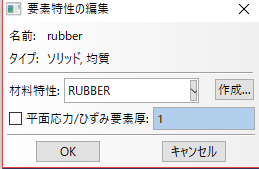 要素特性の編集
名前: rubber
タイプ: ソリッド, 均質
材料特性: RUBBER 作成...
平面応力/ひずみ要素厚: 1
OK キャンセル